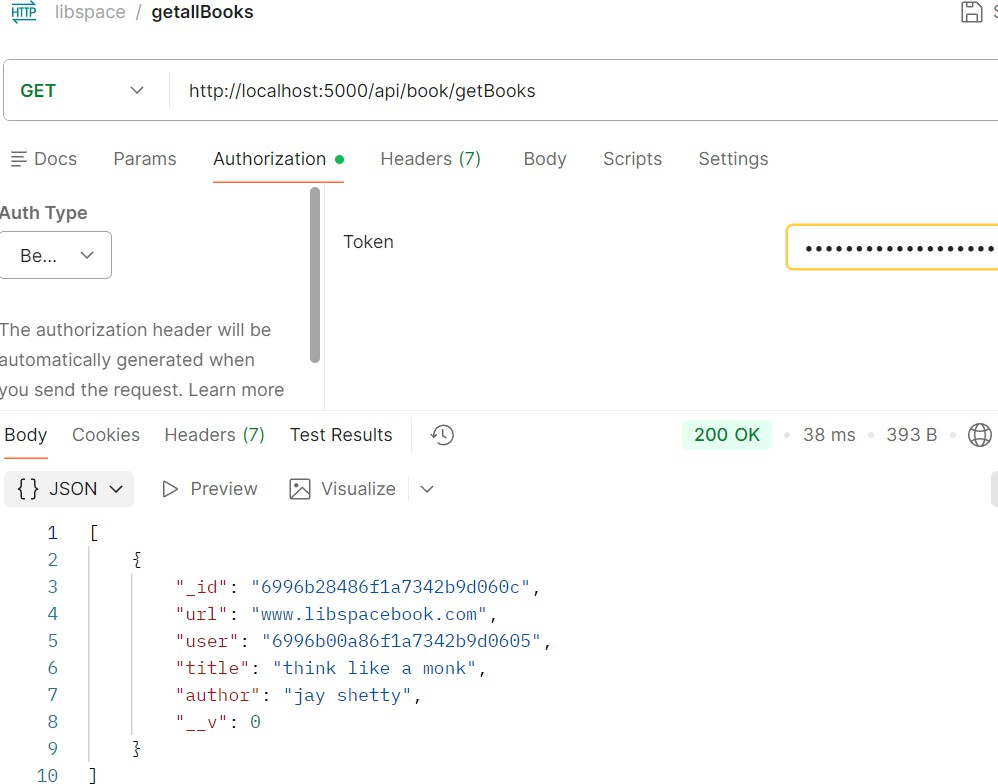 HTTP libspace / getallBooks
GET http://localhost:5000/api/book/getBooks
Docs Params Authorization Headers (7) Body Scripts Settings
Auth Type
Be...
Token
••••••••••••••••••
The authorization header will be
automatically generated when
you send the request. Learn more
Body Cookies Headers (7) Test Results 200 OK • 38 ms • 393 B •
{} JSON Preview Visualize
1 [
2 {
3 "_id": "6996b28486f1a7342b9d060c",
4 "url": "www.libspacebook.com",
5 "user": "6996b00a86f1a7342b9d0605",
6 "title": "think like a monk",
7 "author": "jay shetty",
8 "__v": 0
9 }
10 ]